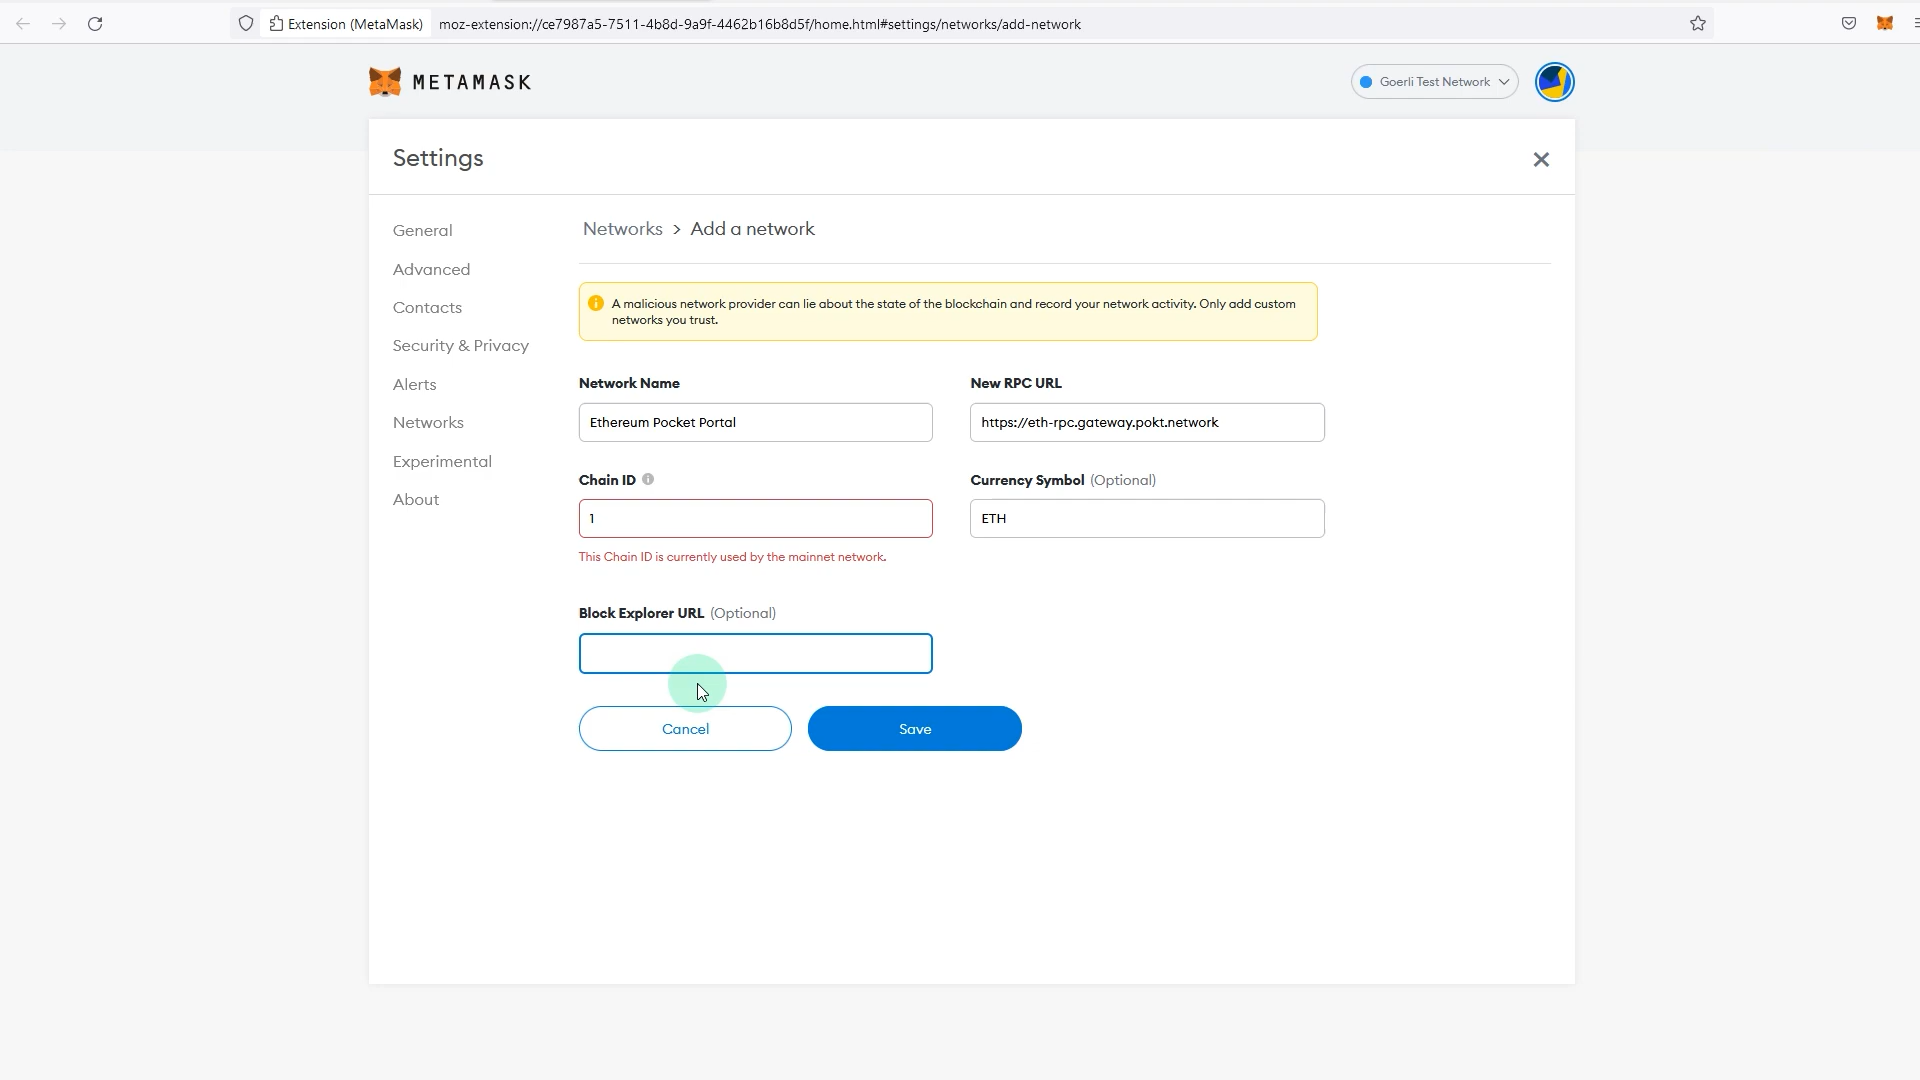 Extension (MetaMask) moz-extension://ce7987a5-7511-4b8d-9a9f-4462b16b8d5f/home.html#settings/networks/add-network
METAMASK
Goerli Test Network
Settings
General
Advanced
Contacts
Security & Privacy
Alerts
Networks
Experimental
About
Networks > Add a network
A malicious network provider can lie about the state of the blockchain and record your network activity. Only add custom
networks you trust.
Network Name
Ethereum Pocket Portal
New RPC URL
https://eth-rpc.gateway.pokt.network
Chain ID
1
This Chain ID is currently used by the mainnet network.
Currency Symbol (Optional)
ETH
Block Explorer URL (Optional)
Cancel
Save